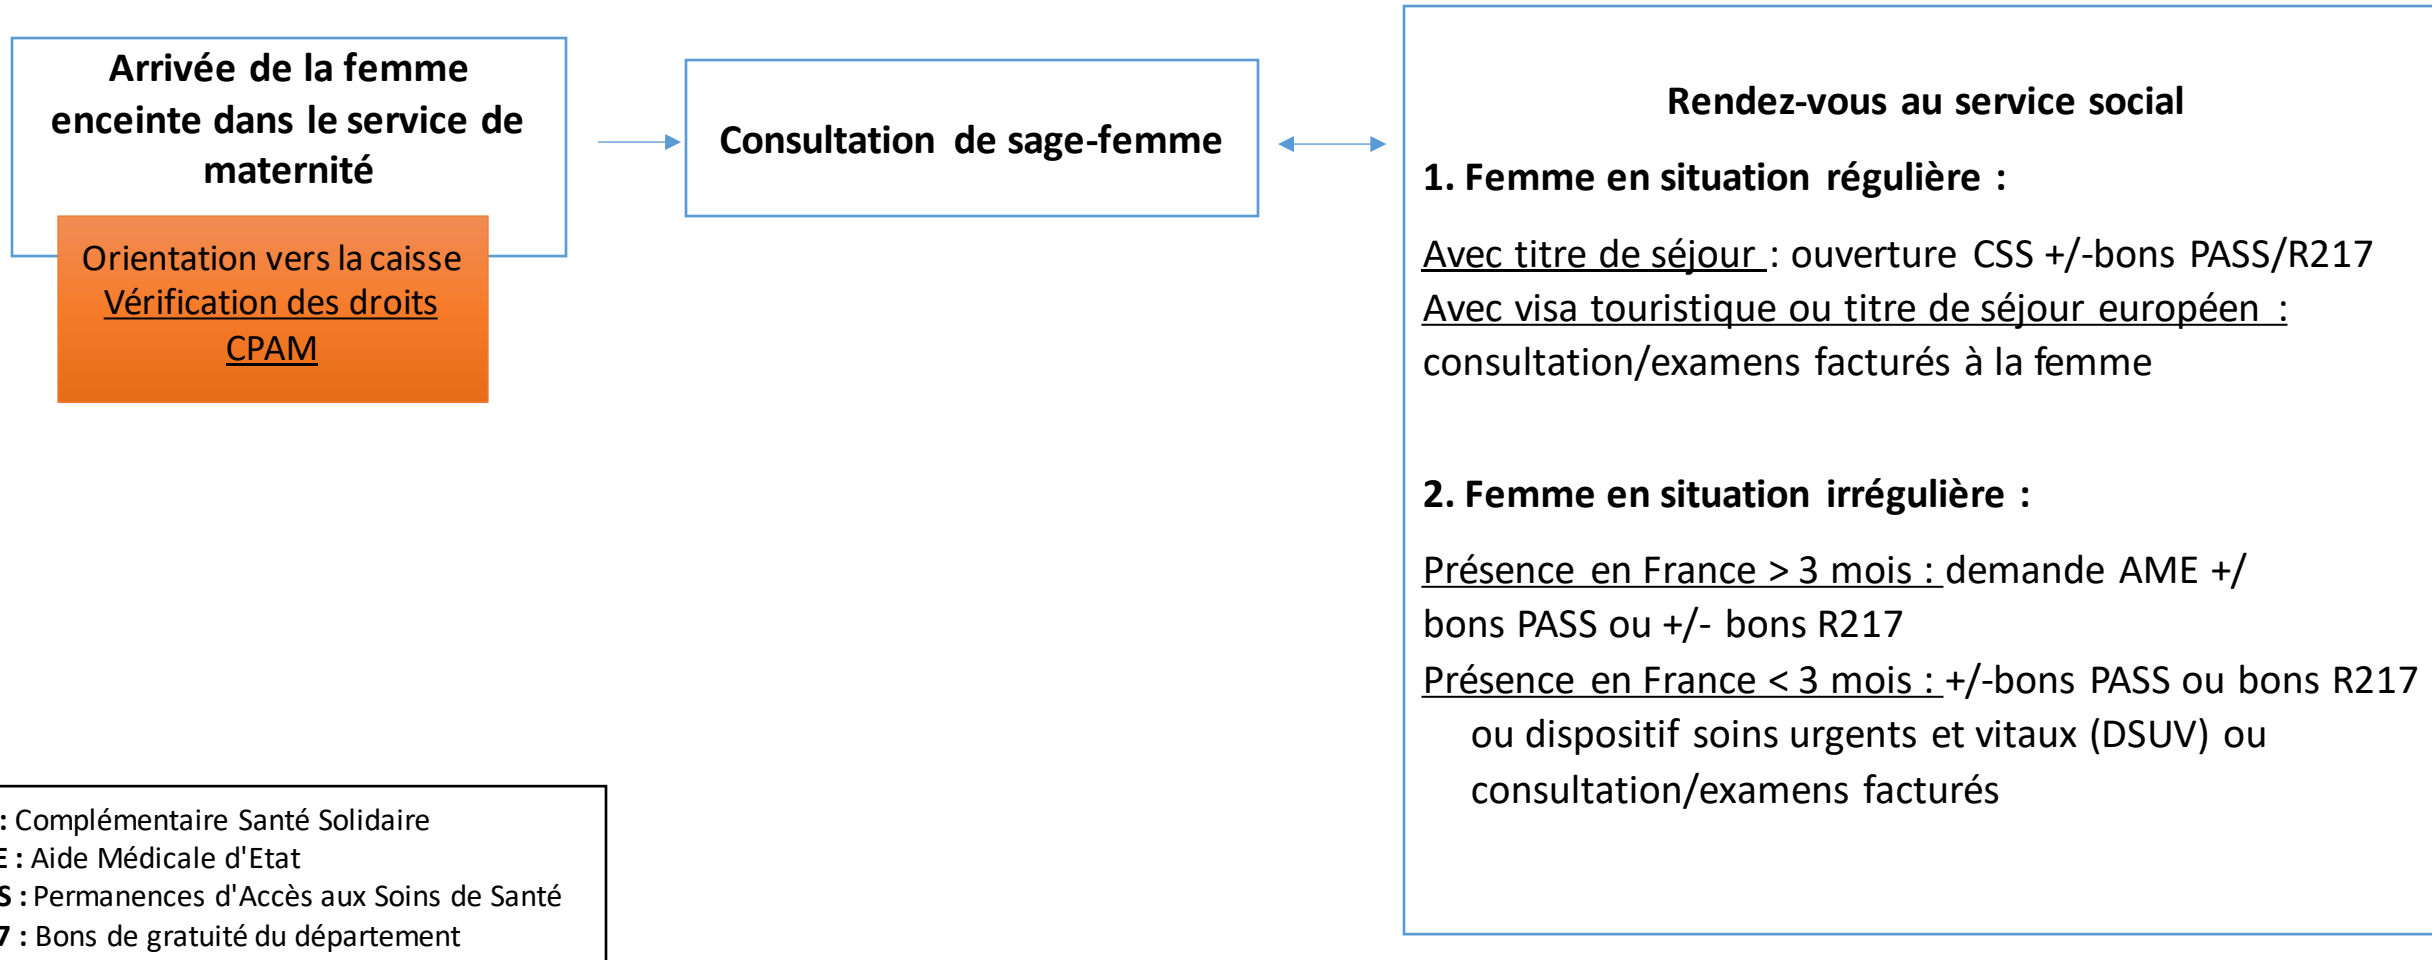 Arrivée de la femme
enceinte dans le service de
maternité
Orientation vers la caisse
Vérification des droits
CPAM
Consultation de sage-femme
Rendez-vous au service social
1. Femme en situation régulière :
Avec titre de séjour : ouverture CSS +/-bons PASS/R217
Avec visa touristique ou titre de séjour européen :
consultation/examens facturés à la femme
2. Femme en situation irrégulière :
Présence en France > 3 mois : demande AME +/
bons PASS ou +/- bons R217
Présence en France < 3 mois : +/-bons PASS ou bons R217
ou dispositif soins urgents et vitaux (DSUV) ou
consultation/examens facturés
: Complémentaire Santé Solidaire
E : Aide Médicale d'Etat
S : Permanences d'Accès aux Soins de Santé
7 : Bons de gratuité du département